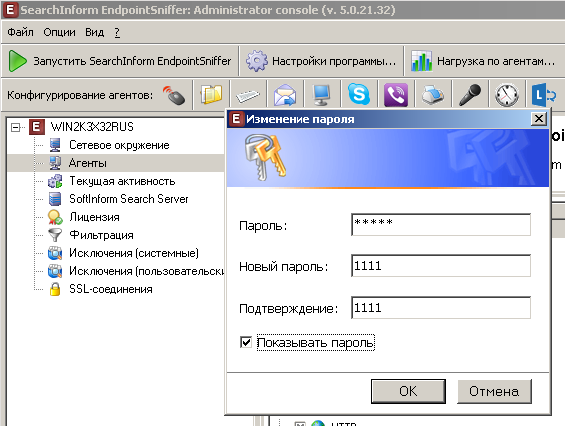 SearchInform EndpointSniffer: Administrator console (v. 5.0.21.32)
Файл Опции Вид ?
Запустить SearchInform EndpointSniffer Настройки программы... Нагрузка по агентам...
Конфигурирование агентов:
WIN2K3X32RUS
Сетевое окружение
Агенты
Текущая активность
SoftInform Search Server
Лицензия
Фильтрация
Исключения (системные)
Исключения (пользовательски
SSL-соединения
Изменение пароля
Пароль: *****
Новый пароль: 1111
Подтверждение: 1111
Показывать пароль
OK Отмена